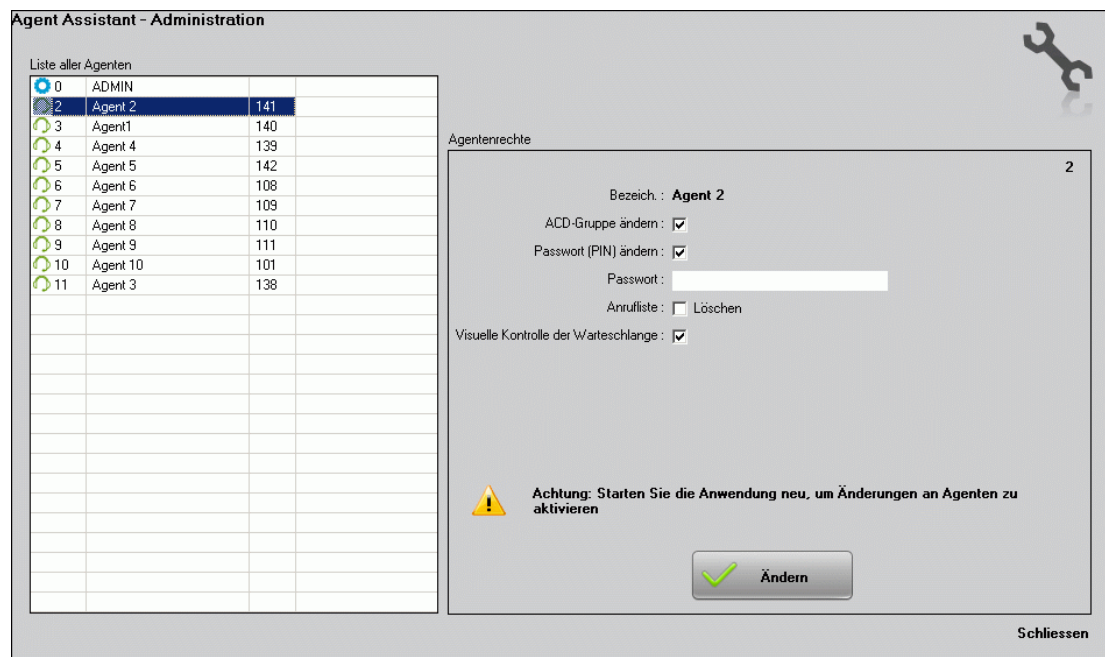 Agent Assistant - Administration
Liste aller Agenten
0 ADMIN
2 Agent 2 141
3 Agent1 140
4 Agent 4 139
5 Agent 5 142
6 Agent 6 108
7 Agent 7 109
8 Agent 8 110
9 Agent 9 111
10 Agent 10 101
11 Agent 3 138
Agentenrechte
2
Bezeich. : Agent 2
ACD-Gruppe ändern :
Passwort (PIN) ändern :
Passwort :
Anrufliste : Löschen
Visuelle Kontrolle der Warteschlange :
Achtung: Starten Sie die Anwendung neu, um Änderungen an Agenten zu
aktivieren
Ändern
Schliessen